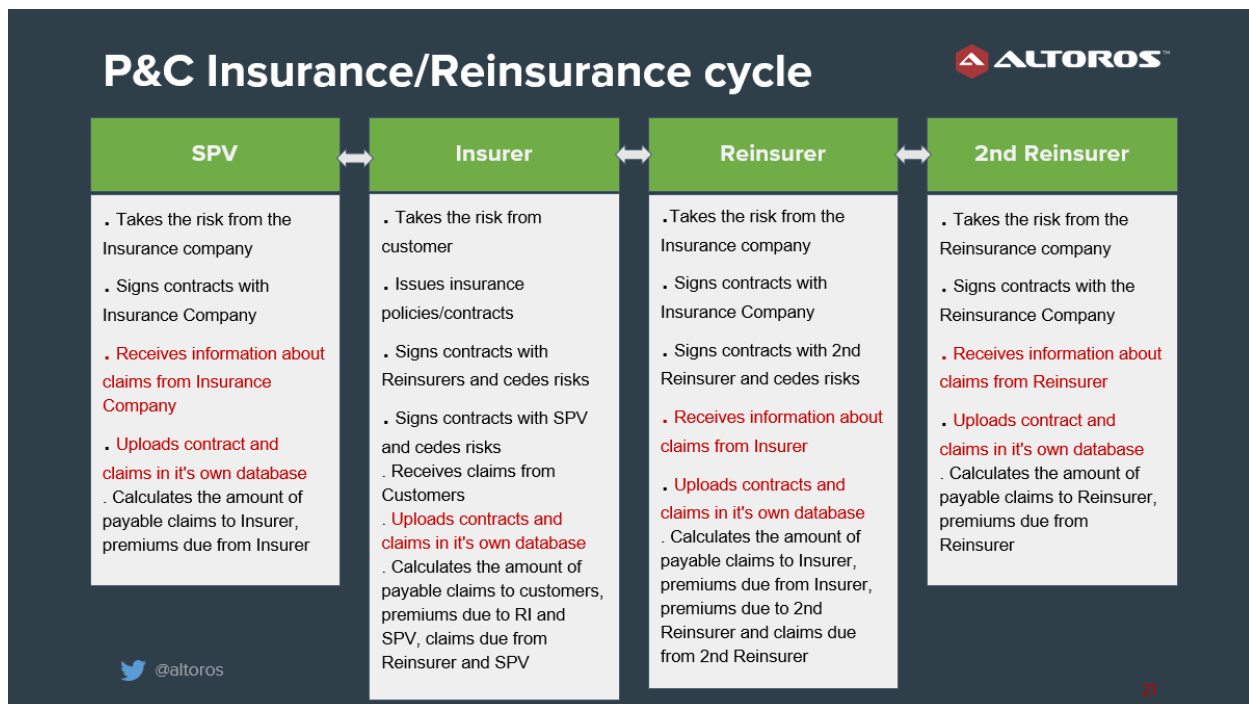 P&C Insurance/Reinsurance cycle
ALTOROS™
SPV
. Takes the risk from the
Insurance company
. Signs contracts with
Insurance Company
. Receives information about
claims from Insurance
Company
. Uploads contract and
claims in it's own database
. Calculates the amount of
payable claims to Insurer,
premiums due from Insurer
Insurer
. Takes the risk from
customer
. Issues insurance
policies/contracts
. Signs contracts with
Reinsurers and cedes risks
. Signs contracts with SPV
and cedes risks
. Receives claims from
Customers
. Uploads contracts and
claims in it's own database
. Calculates the amount of
payable claims to customers,
premiums due to RI and
SPV, claims due from
Reinsurer and SPV
Reinsurer
.Takes the risk from the
Insurance company
. Signs contracts with
Insurance Company
. Signs contracts with 2nd
Reinsurer and cedes risks
. Receives information about
claims from Insurer
. Uploads contracts and
claims in it's own database
. Calculates the amount of
payable claims to Insurer,
premiums due from Insurer,
premiums due to 2nd
Reinsurer and claims due
from 2nd Reinsurer
2nd Reinsurer
. Takes the risk from the
Reinsurance company
. Signs contracts with the
Reinsurance Company
. Receives information about
claims from Reinsurer
. Uploads contract and
claims in it's own database
. Calculates the amount of
payable claims to Reinsurer,
premiums due from
Reinsurer
@altoros
21